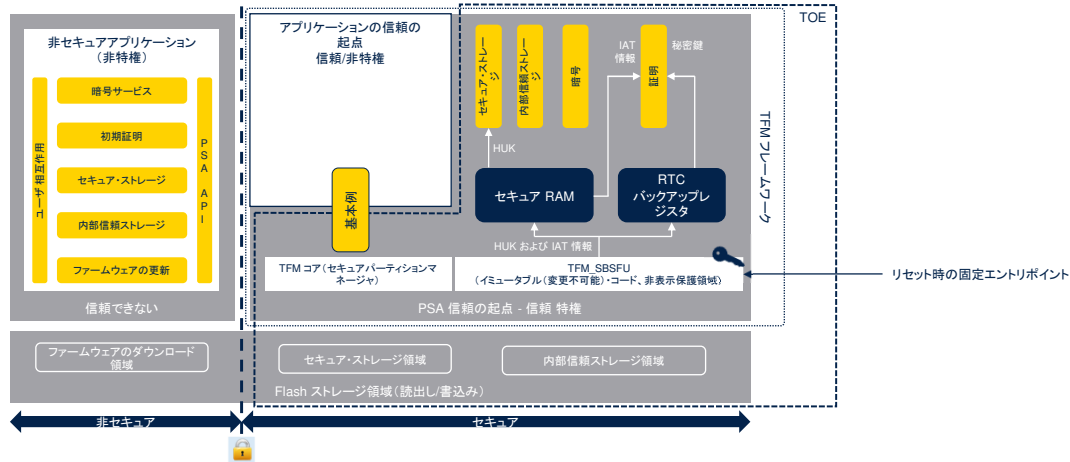 TOE
非セキュアアプリケーション
（非特権）
ユーザ相互作用
暗号サービス
初期証明
セキュア・ストレージ
内部信頼ストレージ
ファームウェアの更新
PSA API
信頼できない
アプリケーションの信頼の
起点
信頼/非特権
基本例
セキュア・ストレー
ジ
内部信頼ストレー
ジ
暗号
証明
IAT
情報
秘密鍵
HUK
セキュア RAM
RTC
バックアップレ
ジスタ
HUK および IAT 情報
TFM フレームワーク
TFM コア（セキュアパーティションマ
ネージャ）
TFM_SBSFU
（イミュータブル（変更不可能）・コード、非表示保護領域）
リセット時の固定エントリポイント
PSA 信頼の起点 - 信頼 特権
ファームウェアのダウンロード
領域
セキュア・ストレージ領域
内部信頼ストレージ領域
Flash ストレージ領域（読出し/書込み）
非セキュア
セキュア